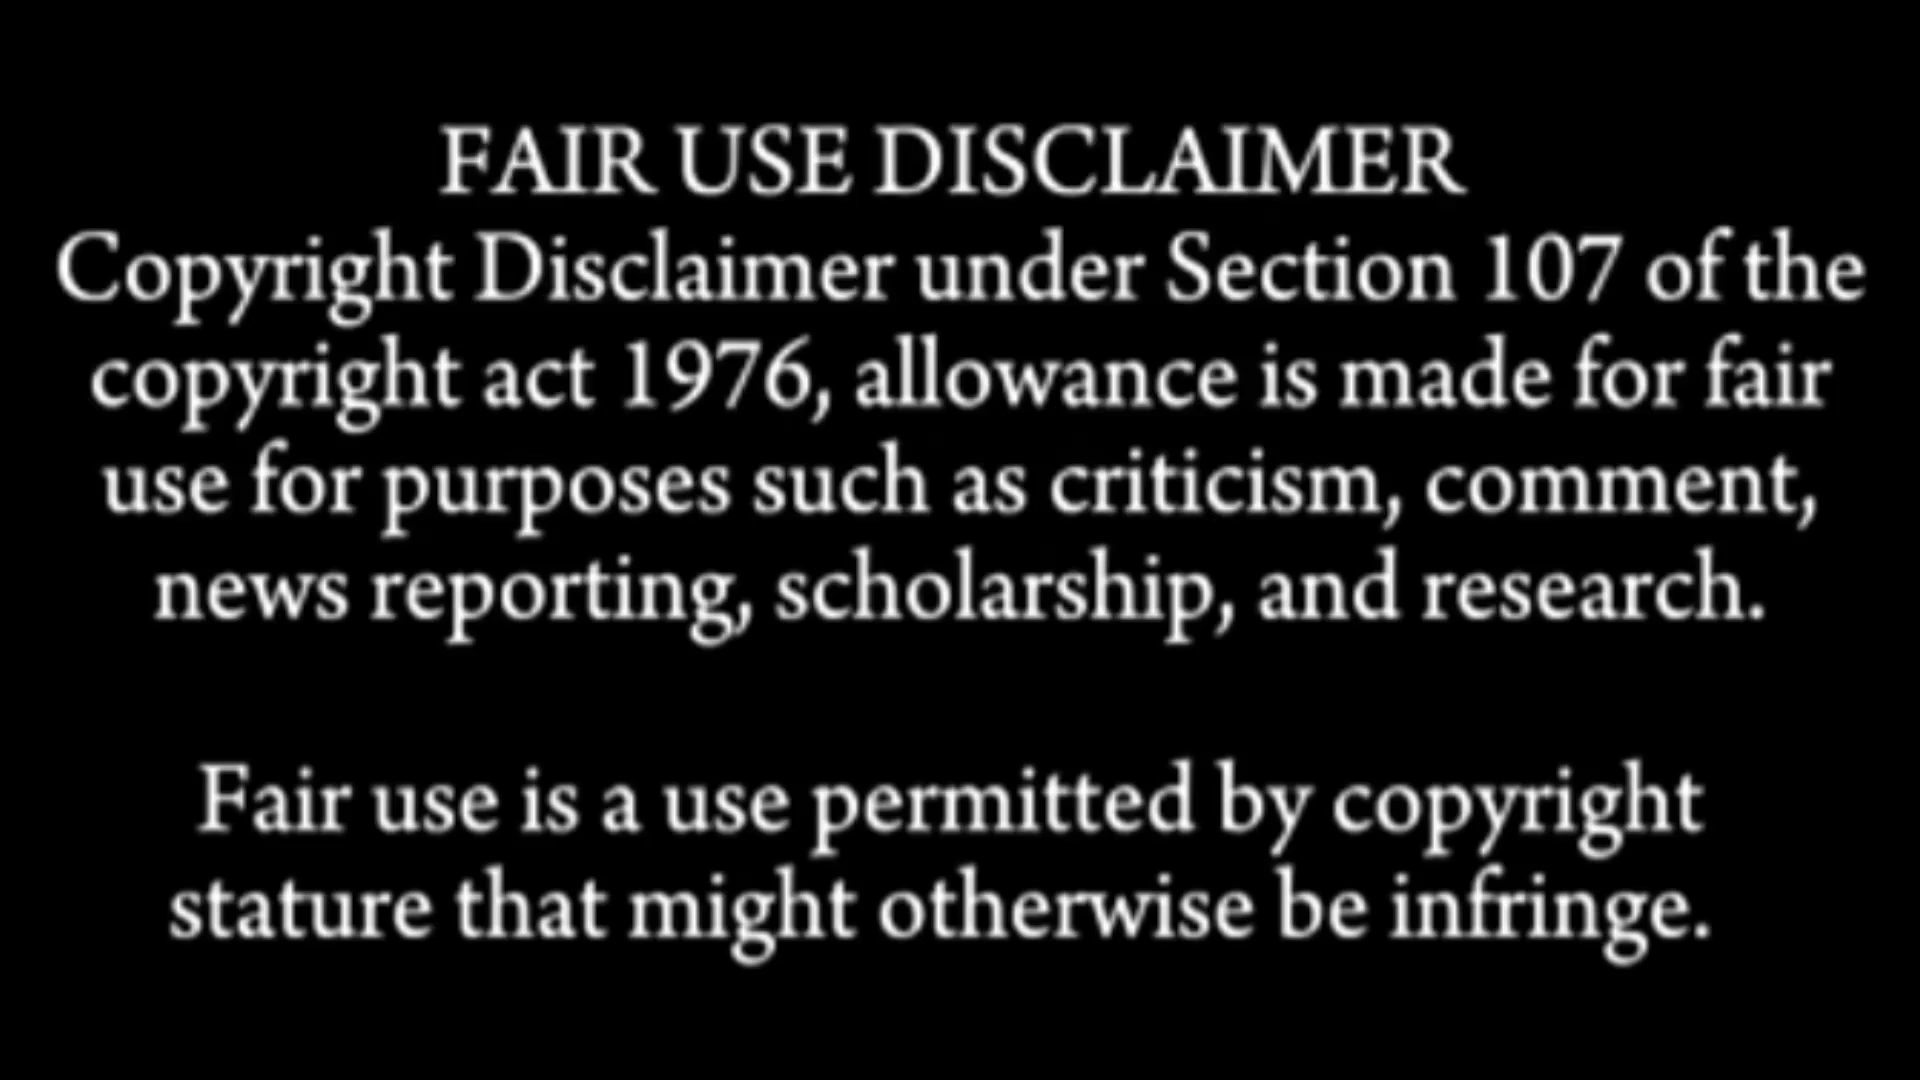 FAIR USE DISCLAIMER
Copyright Disclaimer under Section 107 of the
copyright act 1976, allowance is made for fair
use for purposes such as criticism, comment,
news reporting, scholarship, and research.
Fair use is a use permitted by copyright
stature that might otherwise be infringe.